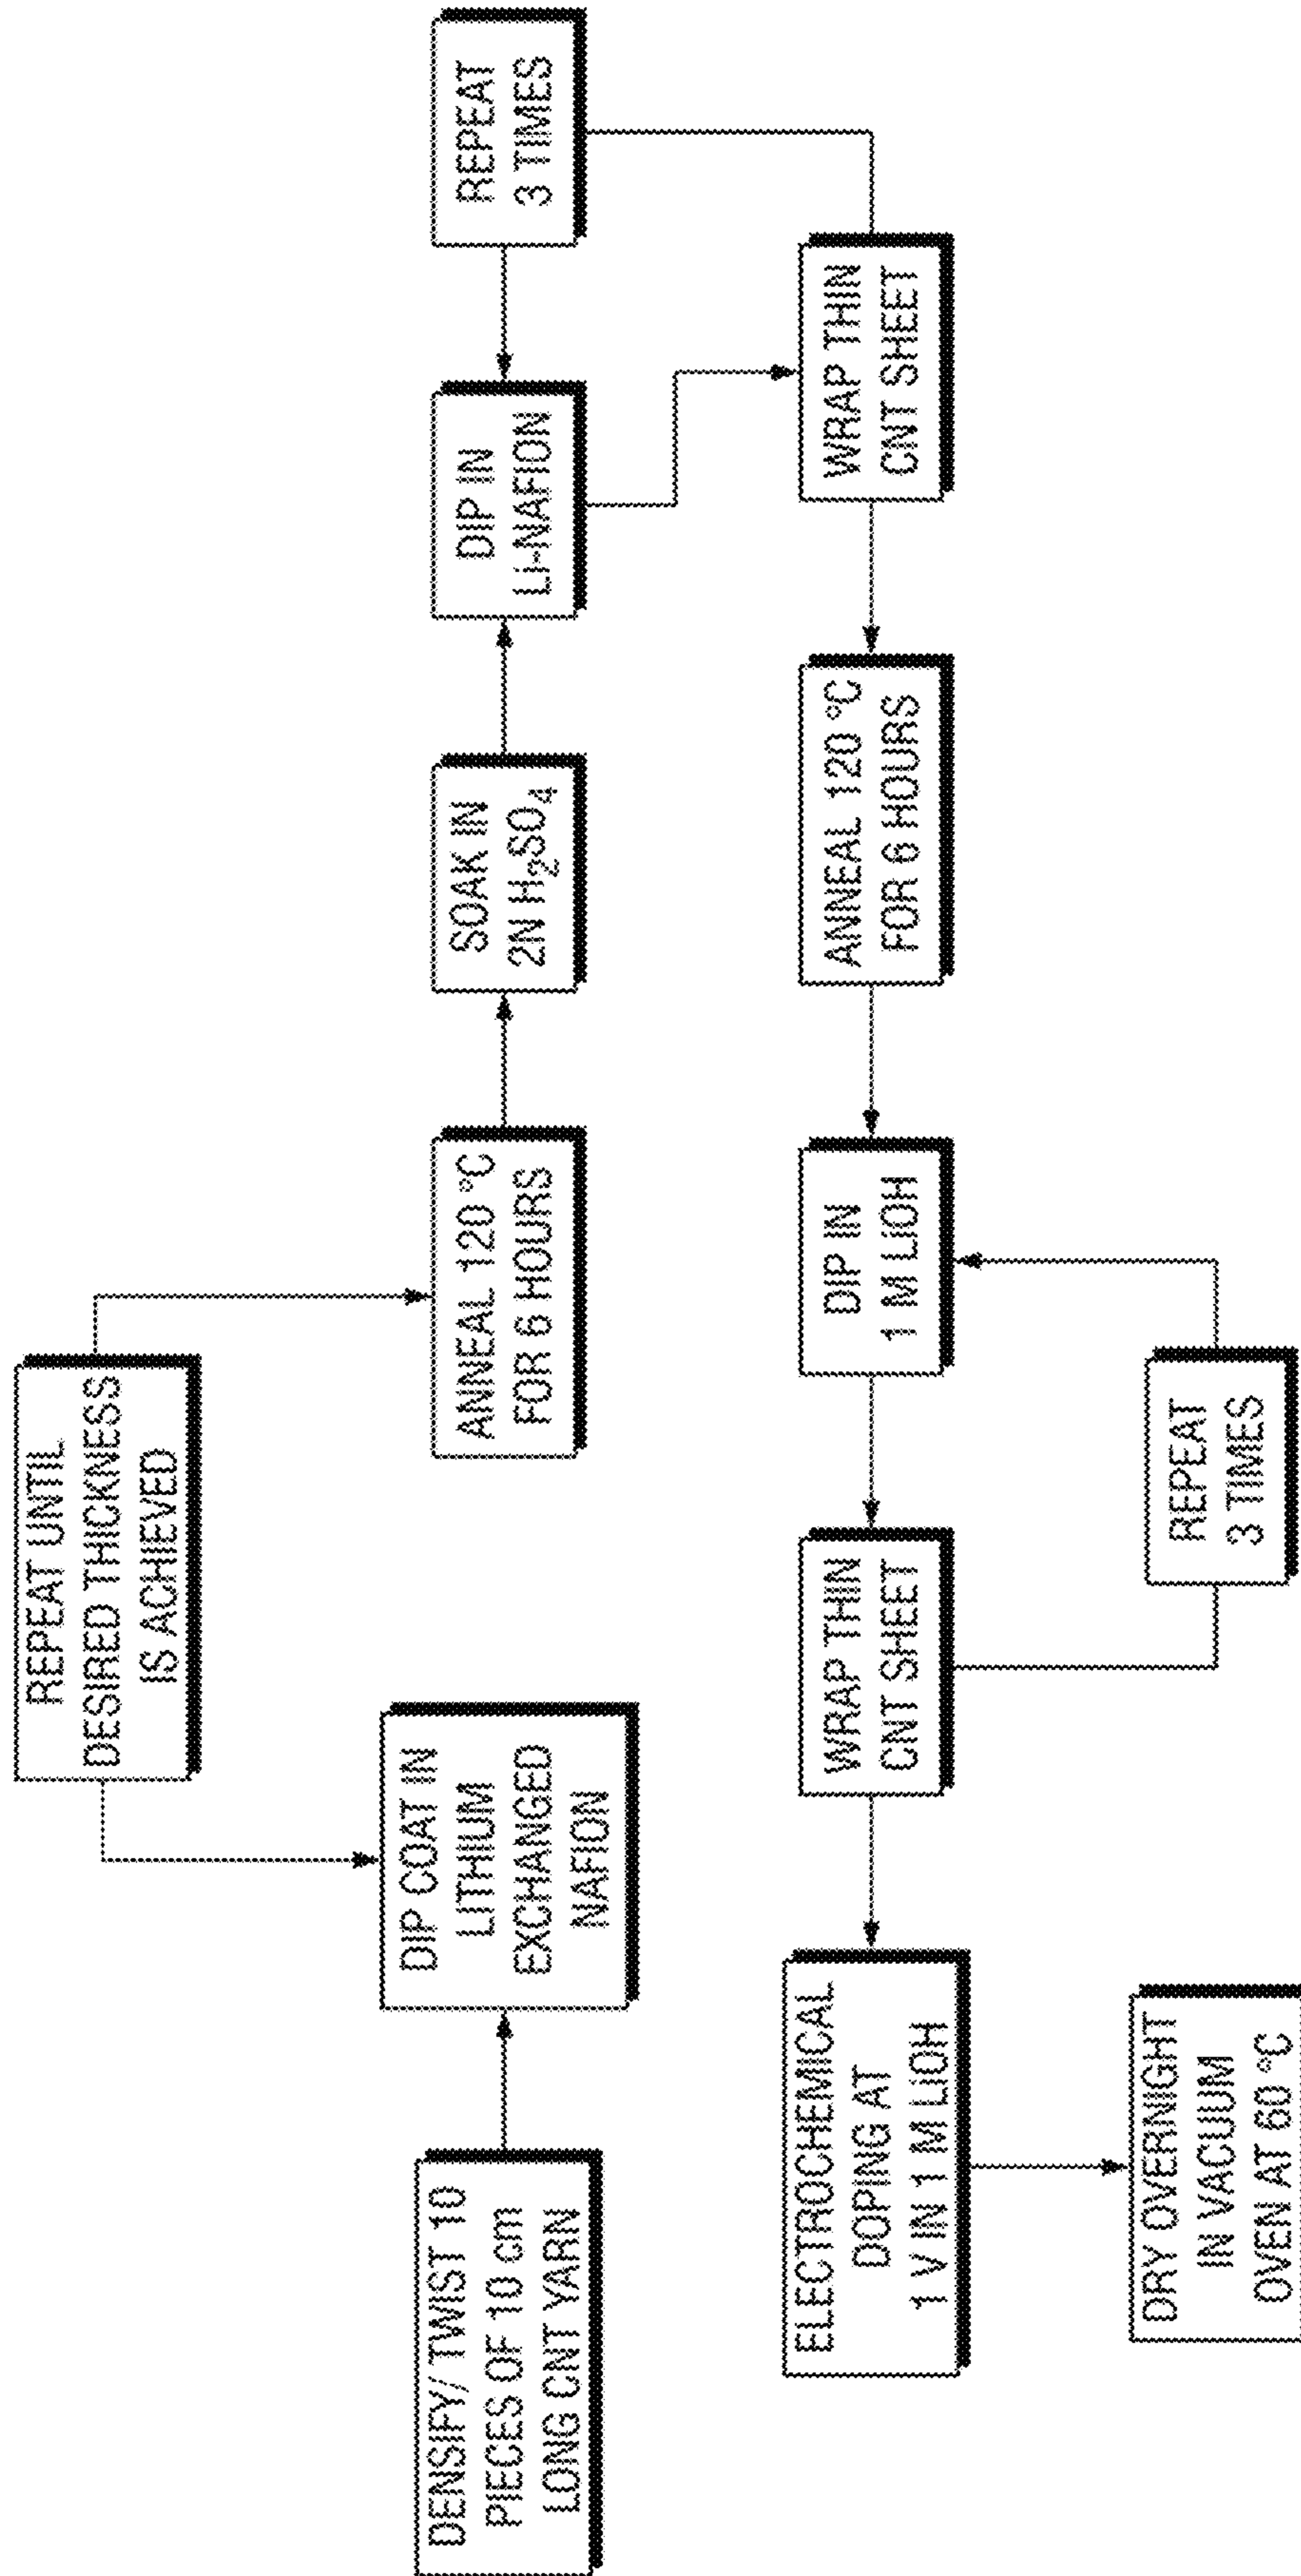 DENSIFY/ TWIST 10
PIECES OF 10 cm
LONG CNT YARN
DIP COAT IN
LITHIUM
EXCHANGED
NAFION
REPEAT UNTIL
DESIRED THICKNESS
IS ACHIEVED
ANNEAL 120 °C
FOR 6 HOURS
SOAK IN
2N H₂SO₄
DIP IN
Li-NAFION
REPEAT
3 TIMES
WRAP THIN
CNT SHEET
ANNEAL 120 °C
FOR 6 HOURS
DIP IN
1 M LiOH
WRAP THIN
CNT SHEET
REPEAT
3 TIMES
ELECTROCHEMICAL
DOPING AT
1 V IN 1 M LiOH
DRY OVERNIGHT
IN VACUUM
OVEN AT 60 °C